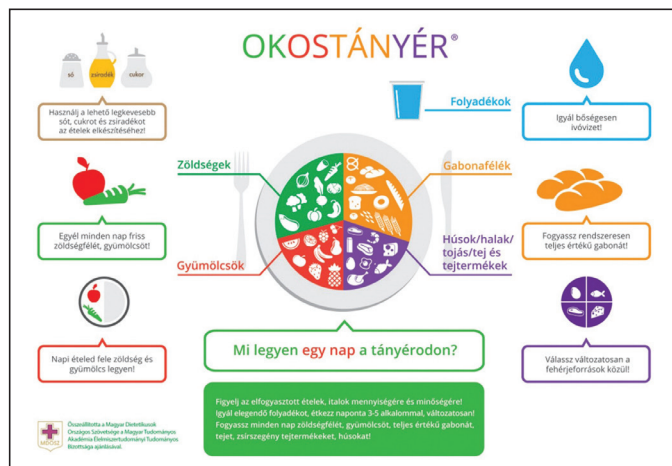 OKOSTÁNYÉR®
só
zsiradék
cukor
Használj a lehető legkevesebb
sót, cukrot és zsiradékot
az ételek elkészítéséhez!
Folyadékok
Igyál bőségesen
ivóvizet!
Zöldségek
Gabonafélék
Egyél minden nap friss
zöldségfélét, gyümölcsöt!
Fogyassz rendszeresen
teljes értékű gabonát!
Gyümölcsök
Húsok/halak/
tojás/tej és
tejtermékek
Napi ételed fele zöldség és
gyümölcs legyen!
Mi legyen egy nap a tányérodon?
Válassz változatosan a
fehérjeforrások közül!
Figyelj az elfogyasztott ételek, italok mennyiségére és minőségére!
Igyál elegendő folyadékot, étkezz naponta 3-5 alkalommal, változatosan!
Fogyassz minden nap zöldségfélét, gyümölcsöt, teljes értékű gabonát,
tejet, zsírszegény tejtermékeket, húsokat!
MDOSZ
Összeállította a Magyar Dietetikusok
Országos Szövetsége a Magyar Tudományos
Akadémia Élelmiszertudományi Tudományos
Bizottsága ajánlásával.